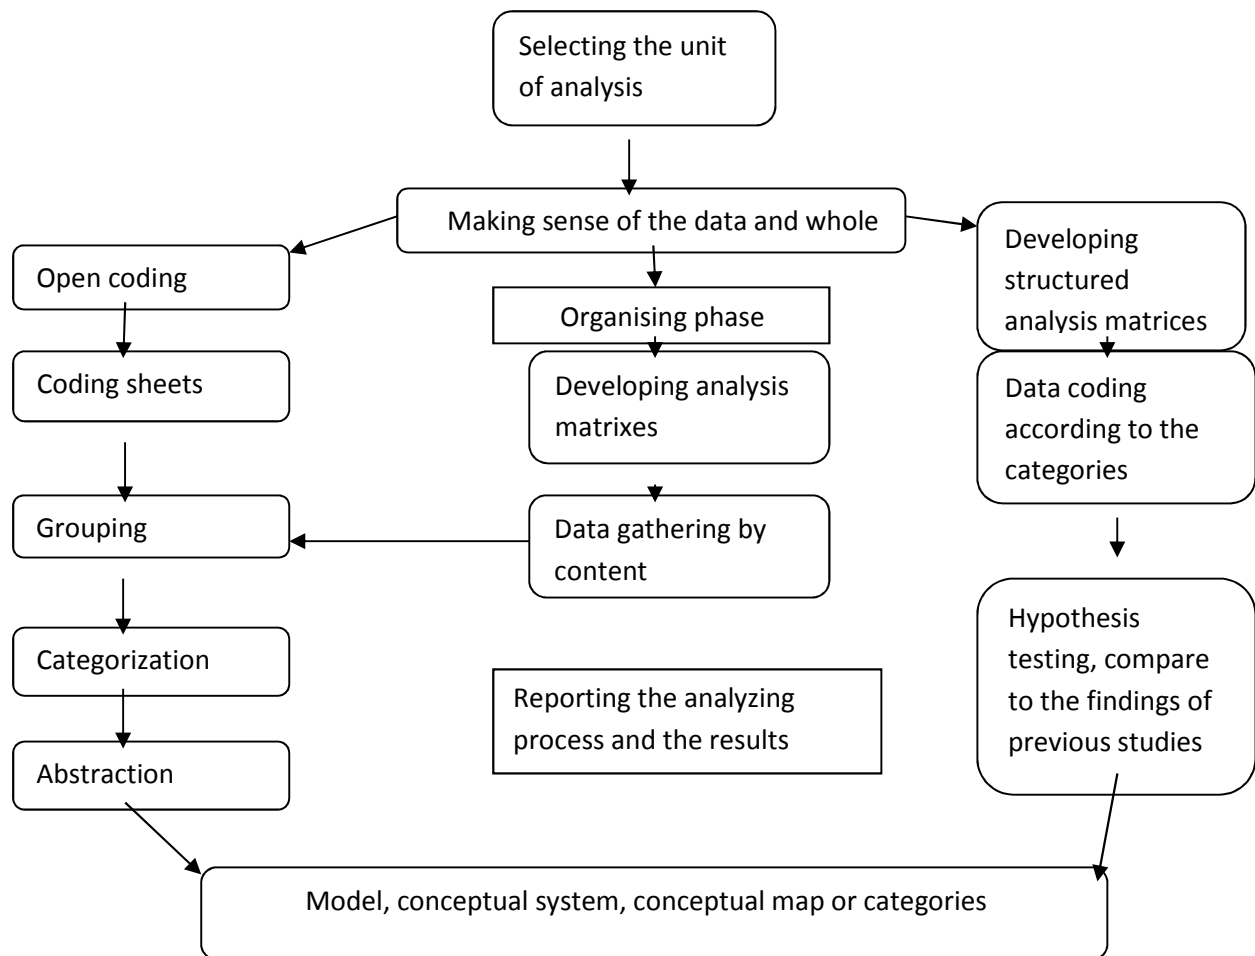 Selecting the unit
of analysis
Making sense of the data and whole
Open coding
Organising phase
Developing
structured
analysis matrices
Coding sheets
Developing analysis
matrixes
Data coding
according to the
categories
Grouping
Data gathering by
content
Hypothesis
testing, compare
to the findings of
previous studies
Categorization
Reporting the analyzing
process and the results
Abstraction
Model, conceptual system, conceptual map or categories